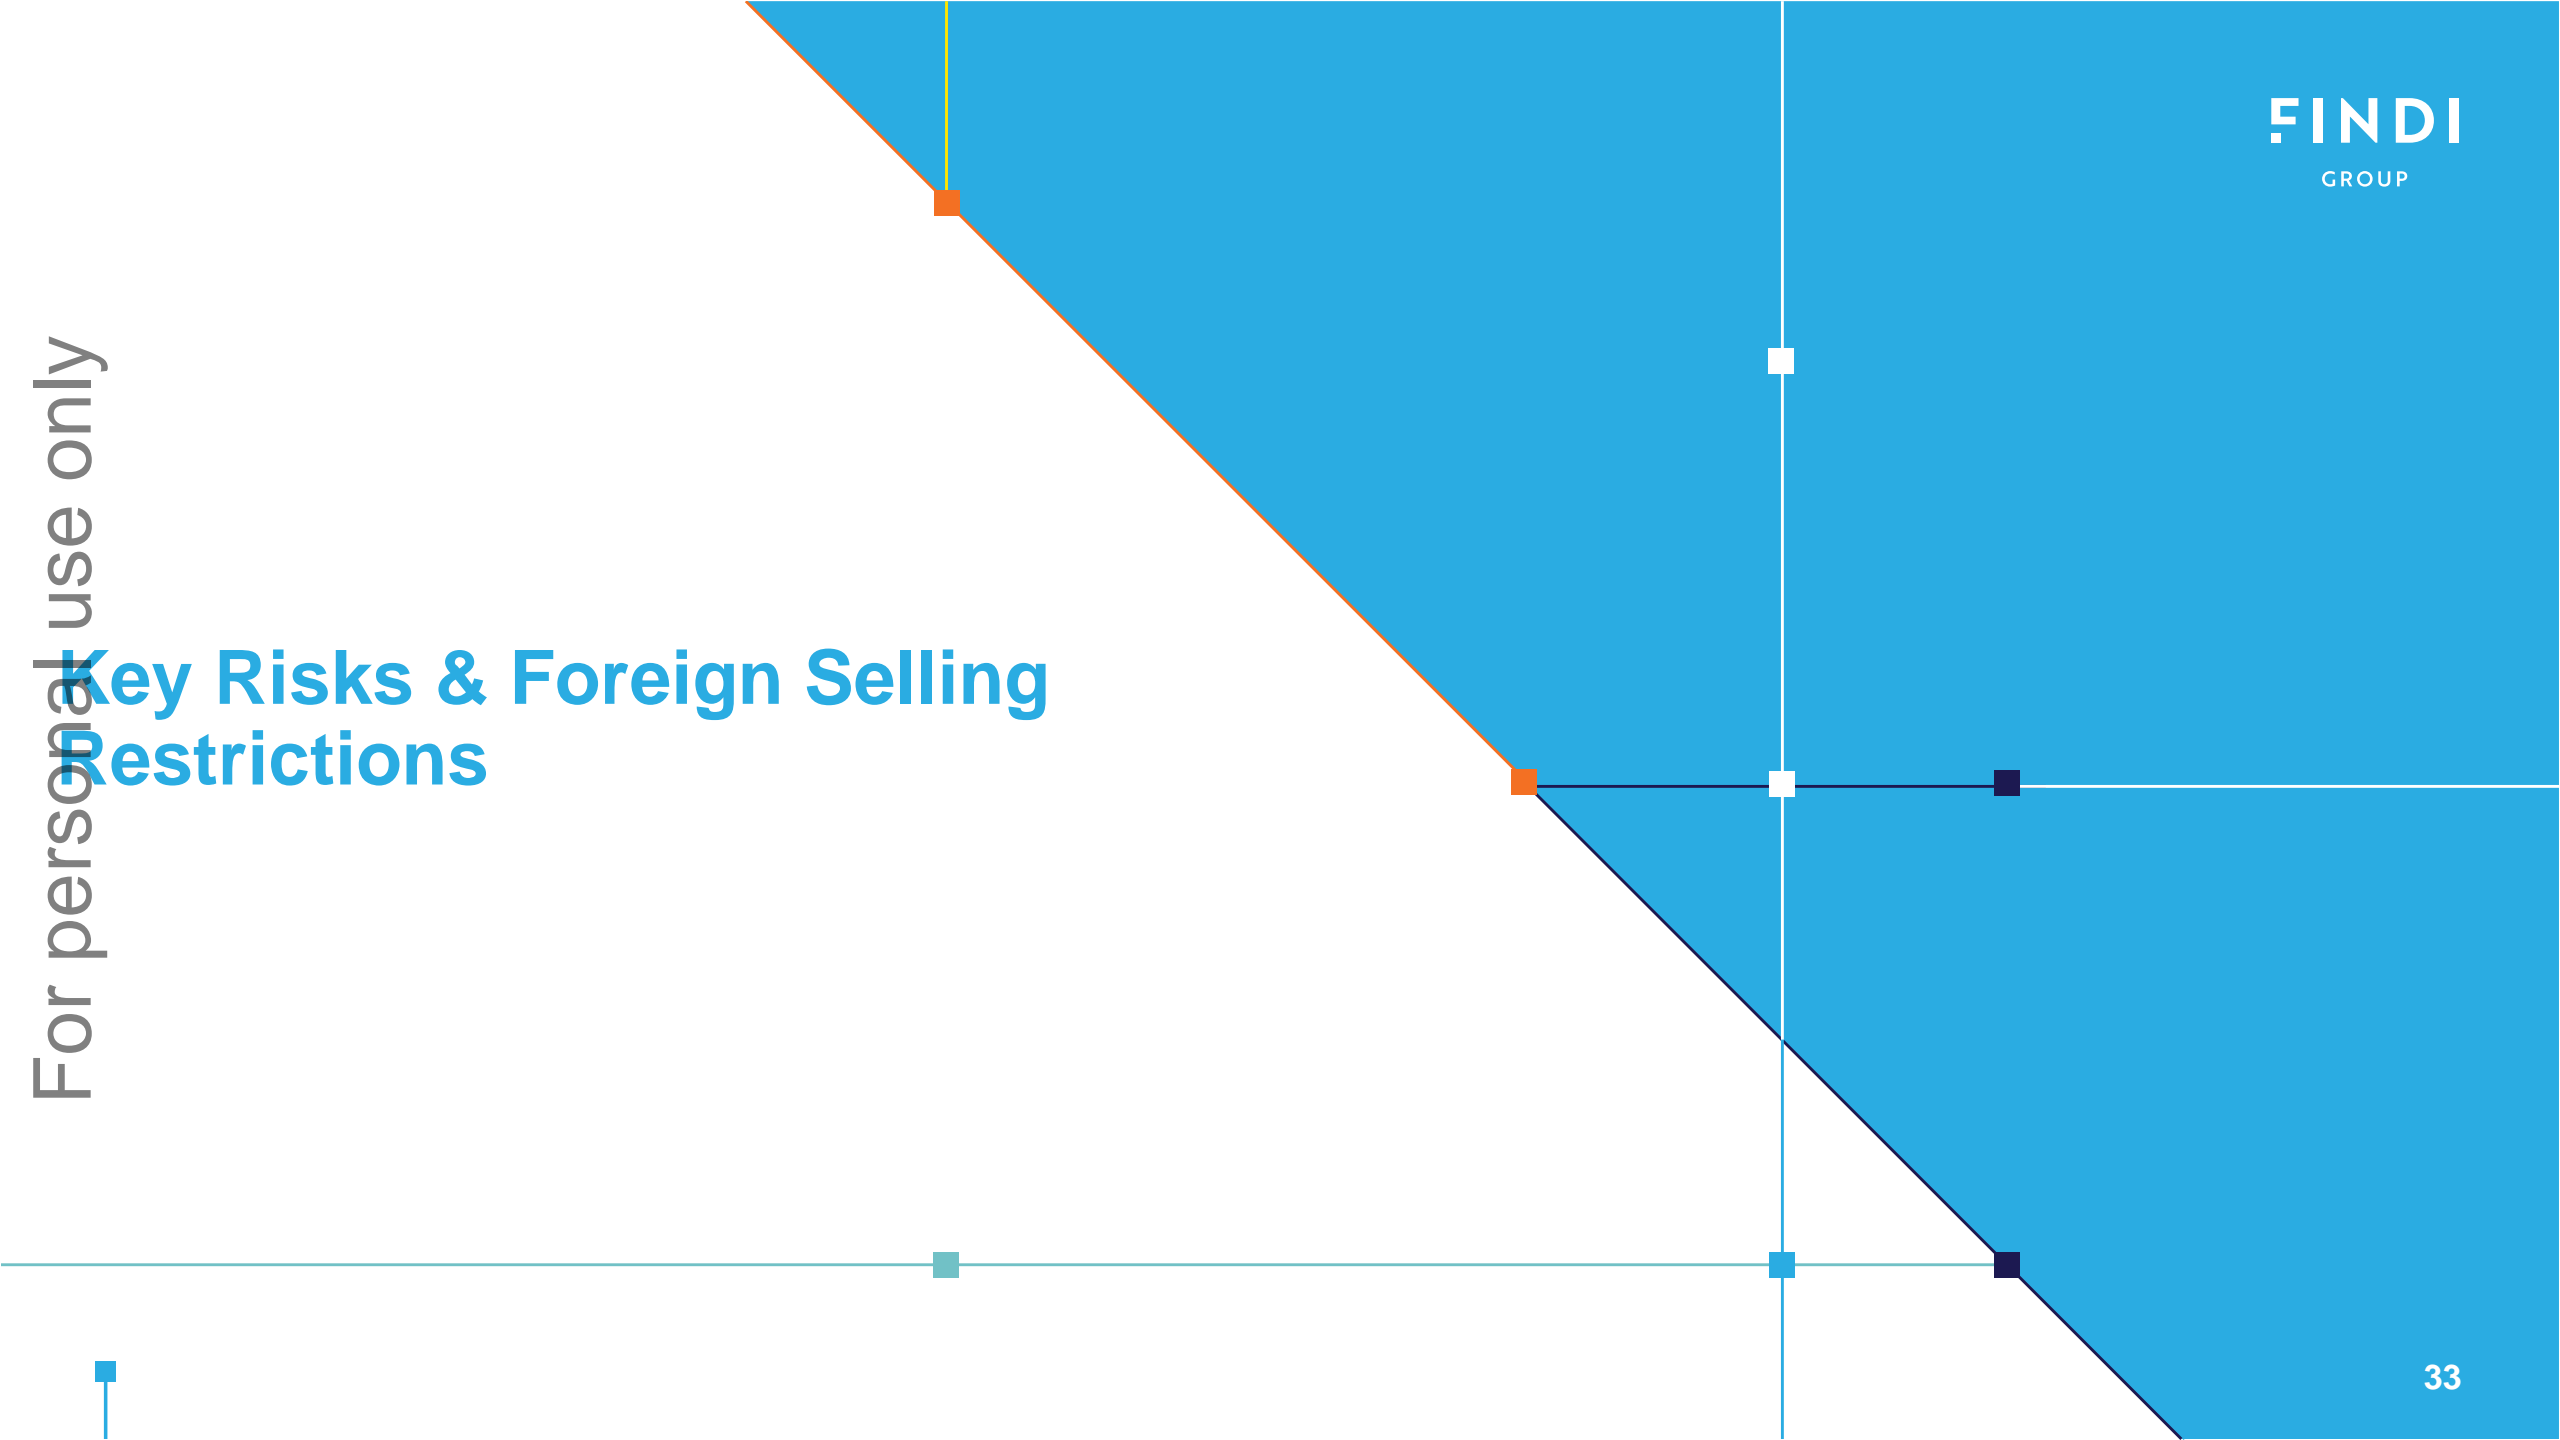 FINDI
GROUP
For personal use only
Key Risks & Foreign Selling
Restrictions
33